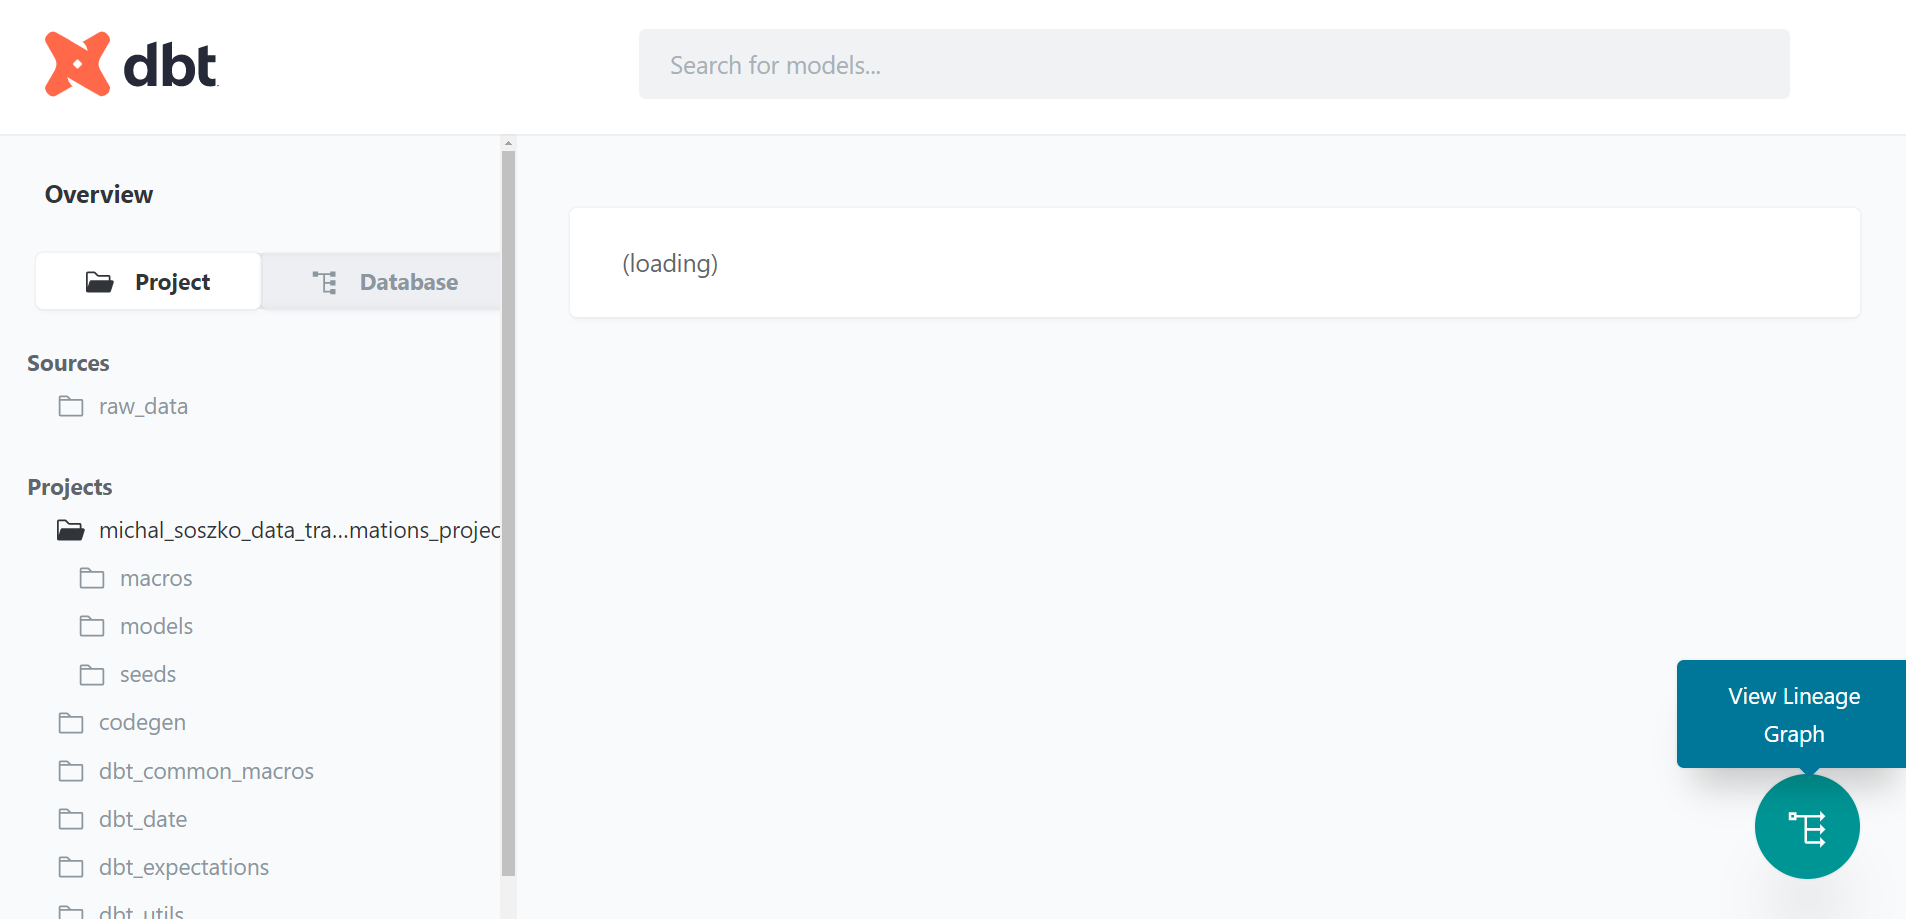 dbt
Search for models...
Overview
Project
Database
Sources
raw_data
Projects
michal_soszko_data_tra...mations_projec
macros
models
seeds
codegen
dbt_common_macros
dbt_date
dbt_expectations
dbt_utils
(loading)
View Lineage
Graph